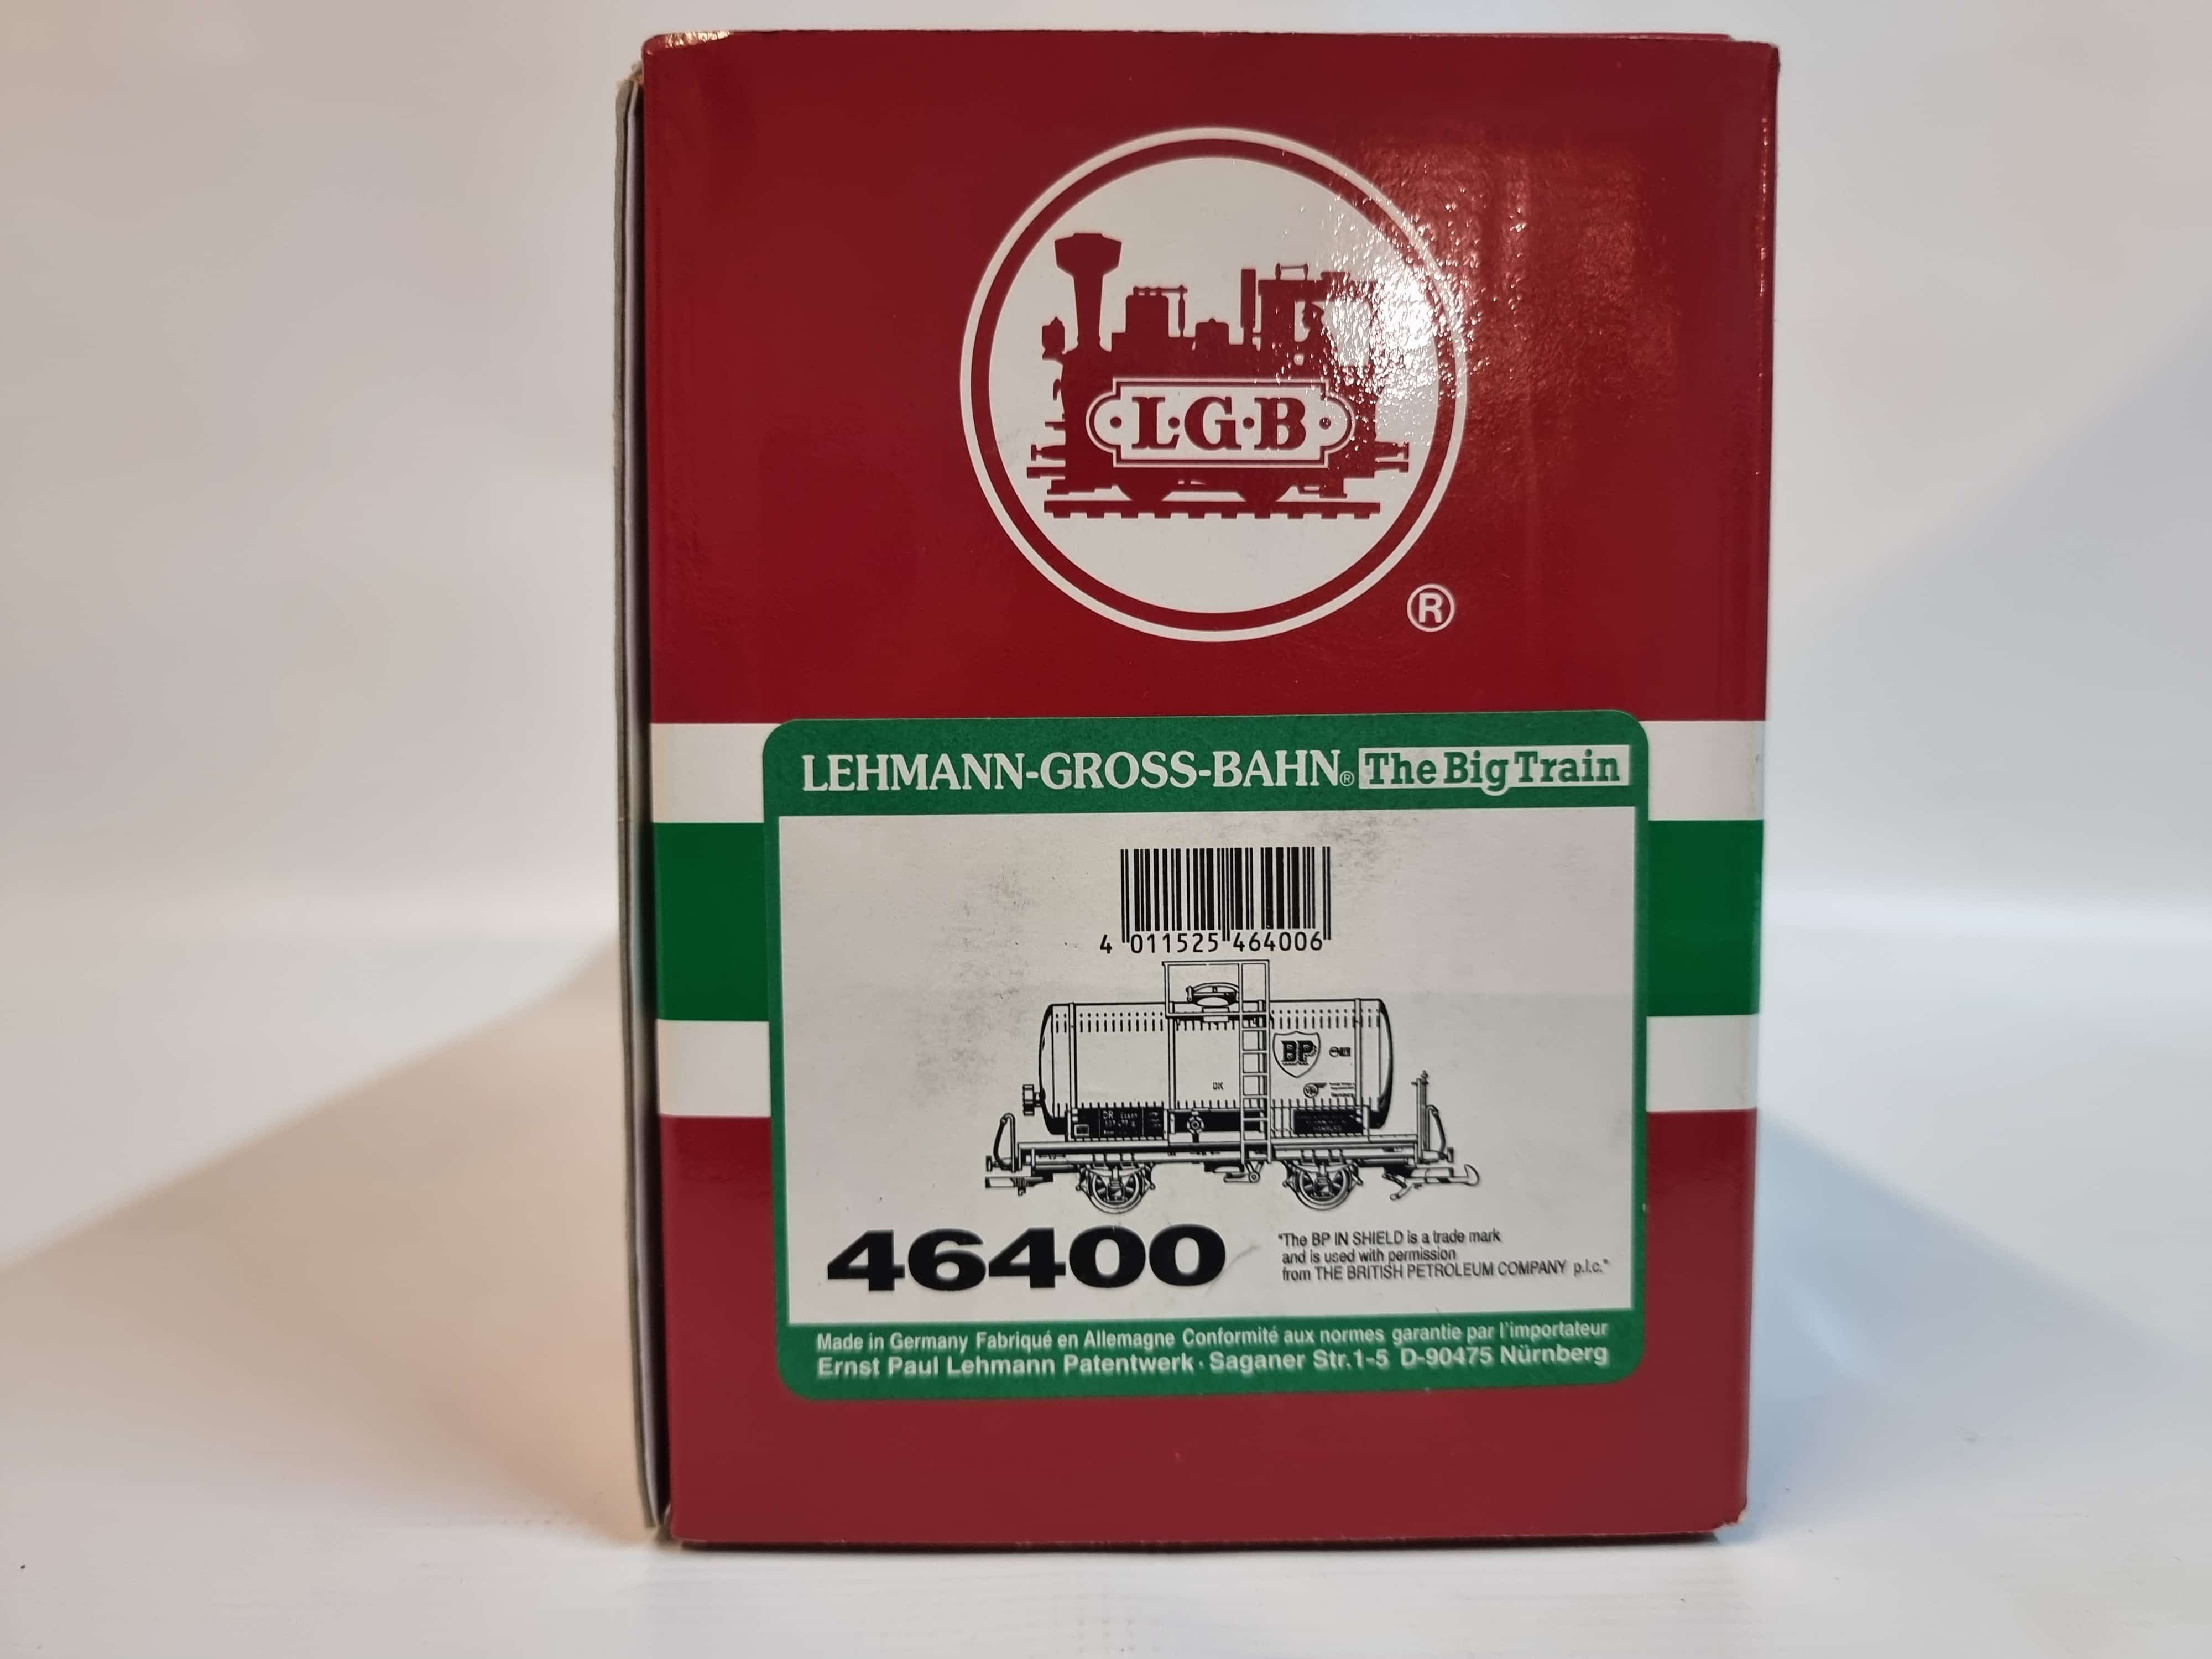 L·G·B
®
LEHMANN-GROSS-BAHN® The Big Train
4 011525 464006
BP
DK
DR
46400
"The BP IN SHIELD is a trade mark
and is used with permission
from THE BRITISH PETROLEUM COMPANY p.l.c."
Made in Germany Fabriqué en Allemagne Conformité aux normes garantie par l'importateur
Ernst Paul Lehmann Patentwerk · Saganer Str.1-5 D-90475 Nürnberg